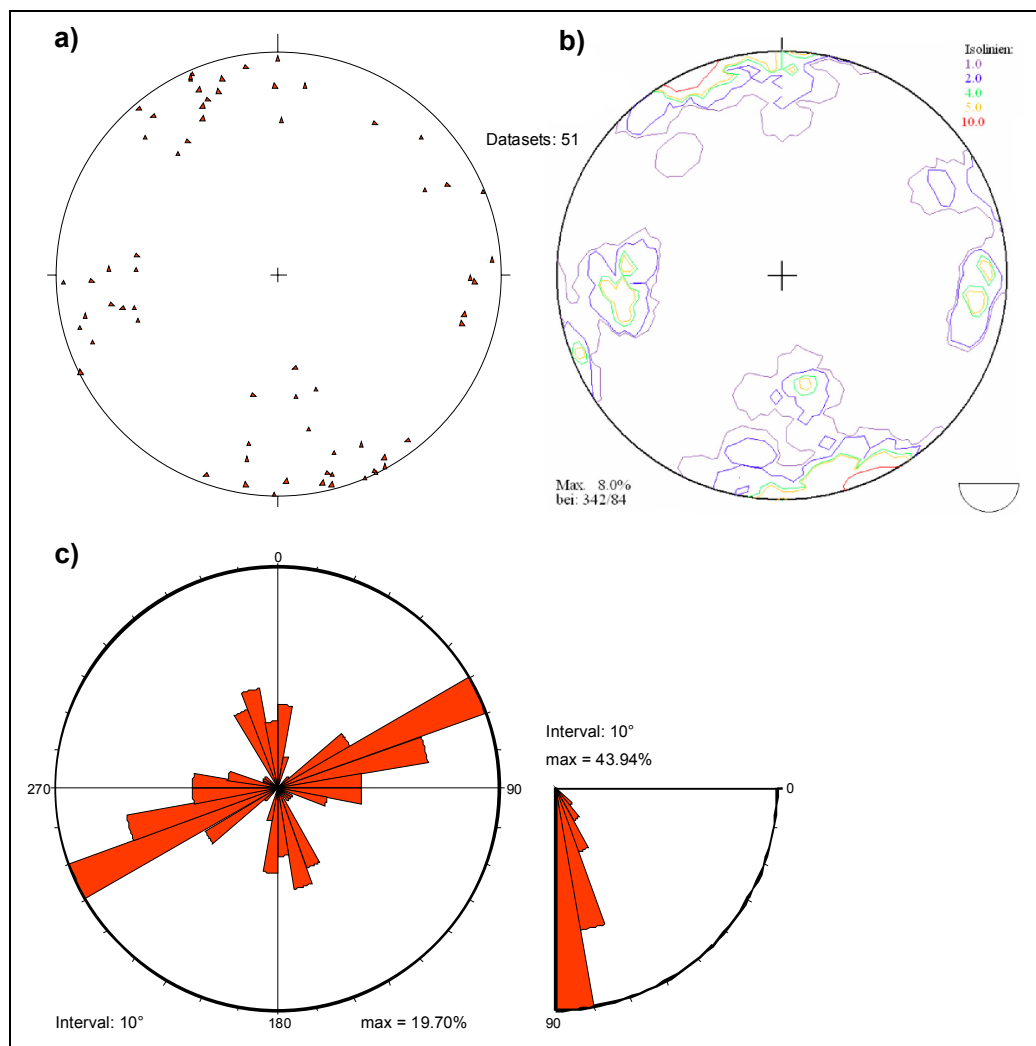 a)
b)
Isolinien:
1.0
2.0
4.0
5.0
10.0
Datasets: 51
Max. 8.0%
bei: 342/84
c)
0
270
90
180
Interval: 10°
max = 19.70%
Interval: 10°
max = 43.94%
0
90